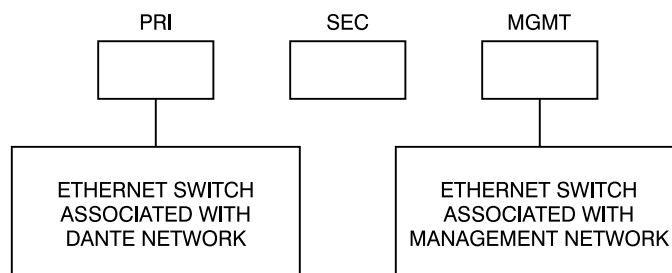 PRI
SEC
MGMT
ETHERNET SWITCH
ASSOCIATED WITH
DANTE NETWORK
ETHERNET SWITCH
ASSOCIATED WITH
MANAGEMENT NETWORK